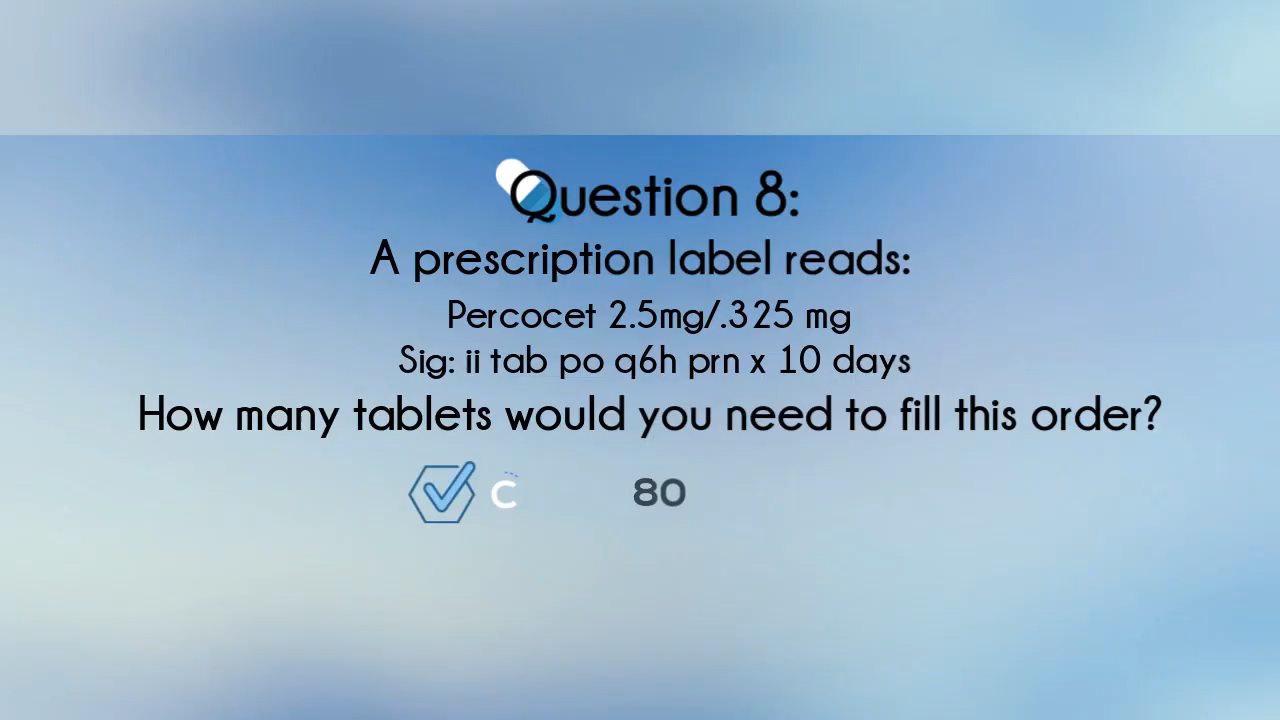 Question 8:
A prescription label reads:
Percocet 2.5mg/.325 mg
Sig: ii tab po q6h prn x 10 days
How many tablets would you need to fill this order?
C 80